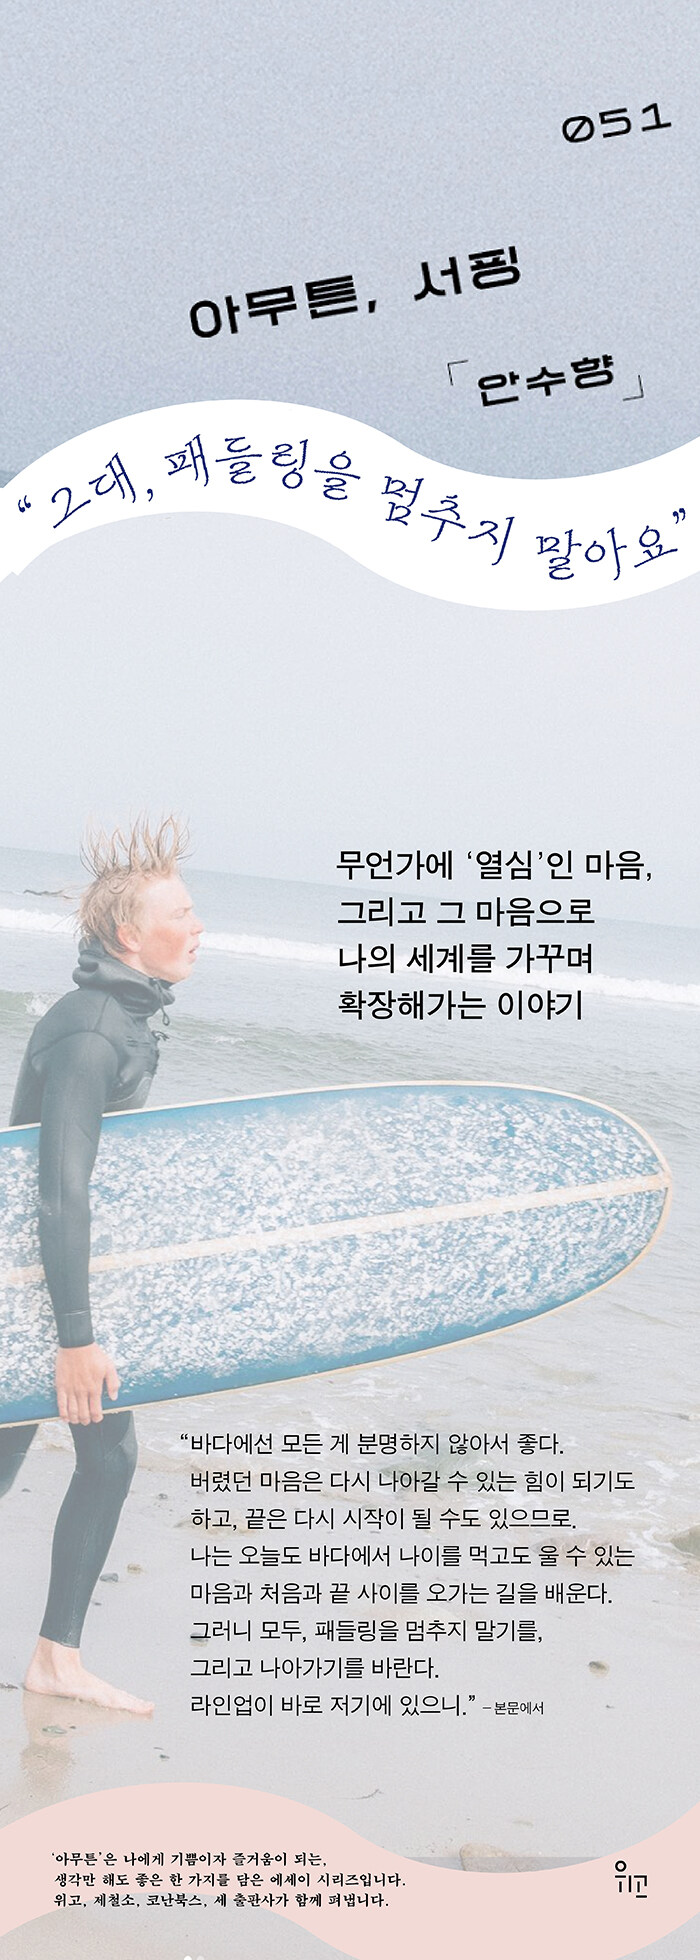 051
아무튼, 서핑
「안수향」
“그대, 패들링을 멈추지 말아요”
무언가에 ‘열심’인 마음,
그리고 그 마음으로
나의 세계를 가꾸며
확장해가는 이야기
“바다에선 모든 게 분명하지 않아서 좋다.
버렸던 마음은 다시 나아갈 수 있는 힘이 되기도
하고, 끝은 다시 시작이 될 수도 있으므로.
나는 오늘도 바다에서 나이를 먹고도 울 수 있는
마음과 처음과 끝 사이를 오가는 길을 배운다.
그러니 모두, 패들링을 멈추지 말기를,
그리고 나아가기를 바란다.
라인업이 바로 저기에 있으니.” –본문에서
‘아무튼’은 나에게 기쁨이자 즐거움이 되는,
생각만 해도 좋은 한 가지를 담은 에세이 시리즈입니다.
위고, 제철소, 코난북스, 세 출판사가 함께 펴냅니다.
위고